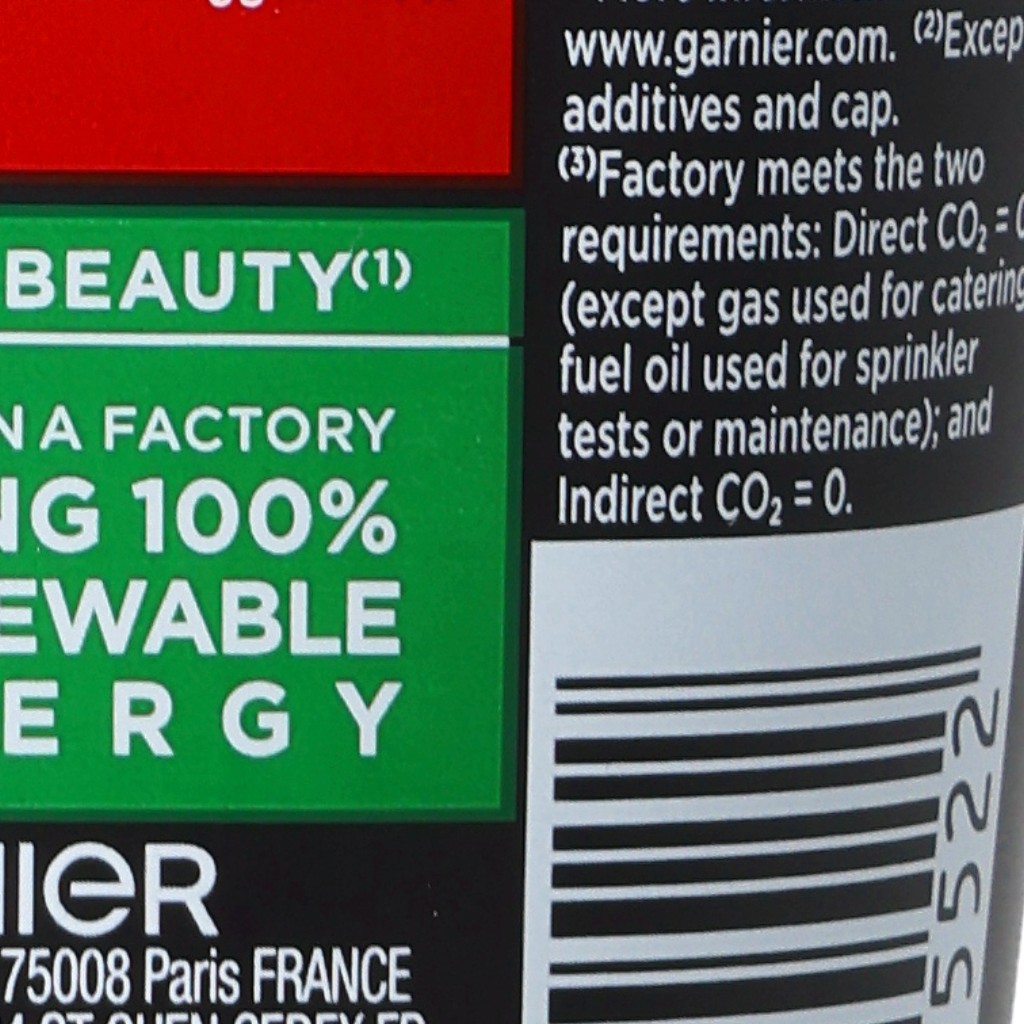 BEAUTY(1)
N A FACTORY
NG 100%
EWABLE
ERGY
NIER
75008 Paris FRANCE
www.garnier.com. (2)Excep
additives and cap.
(3)Factory meets the two
requirements: Direct CO₂ = 0
(except gas used for catering
fuel oil used for sprinkler
tests or maintenance); and
Indirect CO₂ = 0.
5522